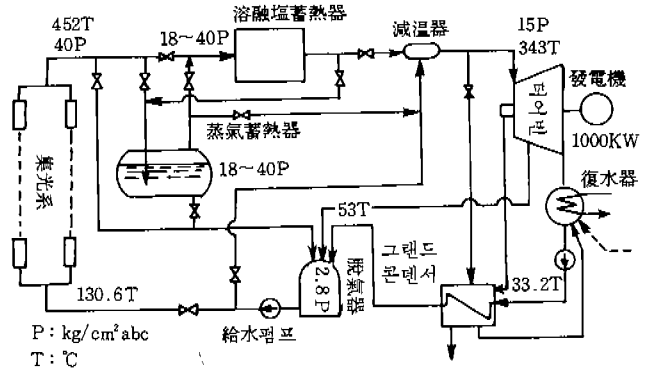 452T
40P
18~40P
溶融塩蓄熱器
減温器
15P
343T
터어빈
發電機
1000KW
蒸氣蓄熱器
18~40P
集光系
復水器
53T
그랜드
콘덴서
33.2T
脫氣器
2.8P
130.6T
給水펌프
P : kg/cm²abc
T : ℃